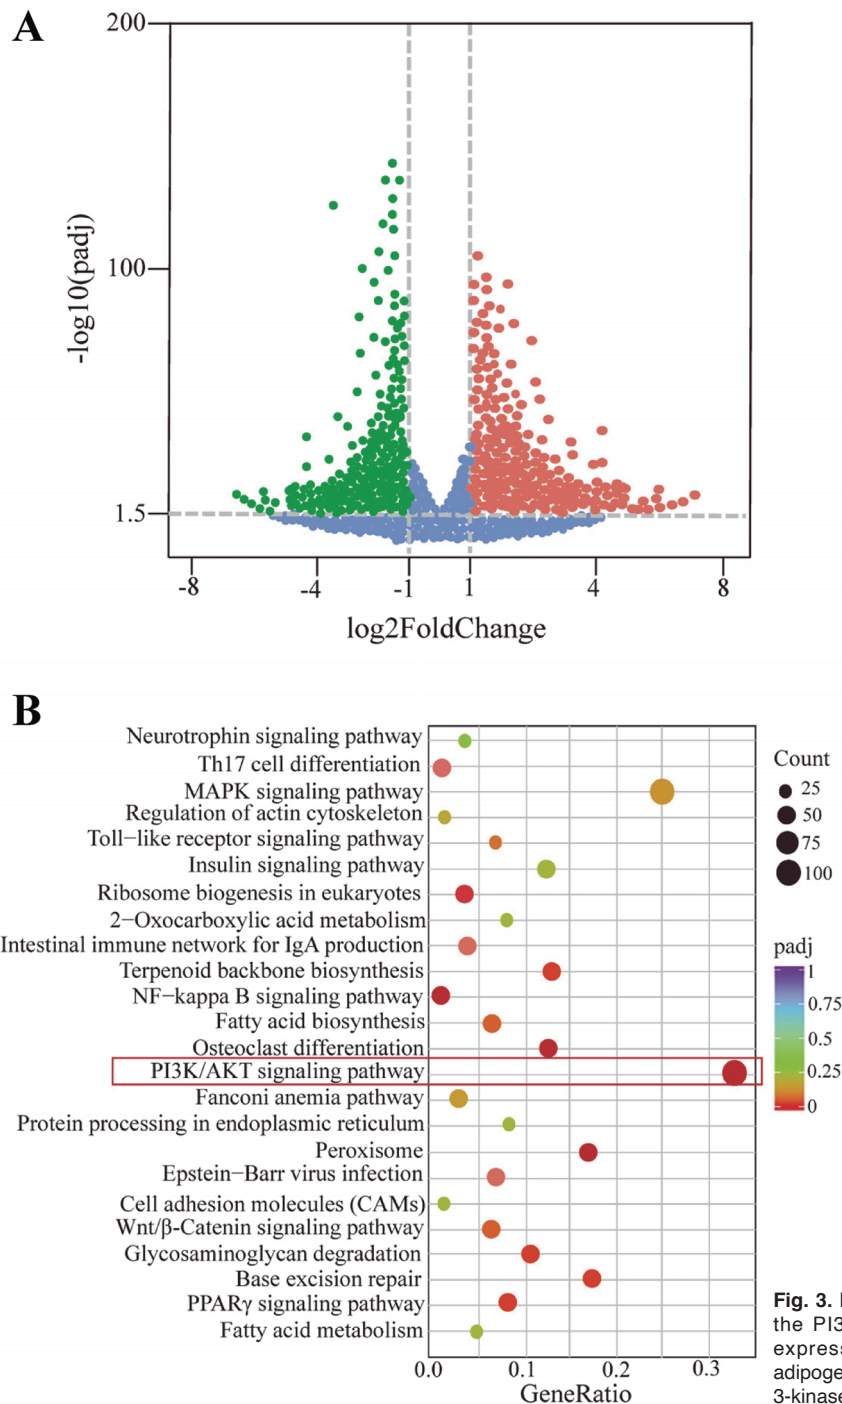 A
200
100
1.5
-log10(padj)
-8 -4 -1 1 4 8
log2FoldChange
B
Neurotrophin signaling pathway
Th17 cell differentiation
MAPK signaling pathway
Regulation of actin cytoskeleton
Toll−like receptor signaling pathway
Insulin signaling pathway
Ribosome biogenesis in eukaryotes
2−Oxocarboxylic acid metabolism
Intestinal immune network for IgA production
Terpenoid backbone biosynthesis
NF−kappa B signaling pathway
Fatty acid biosynthesis
Osteoclast differentiation
PI3K/AKT signaling pathway
Fanconi anemia pathway
Protein processing in endoplasmic reticulum
Peroxisome
Epstein−Barr virus infection
Cell adhesion molecules (CAMs)
Wnt/β-Catenin signaling pathway
Glycosaminoglycan degradation
Base excision repair
PPARγ signaling pathway
Fatty acid metabolism
0.0 0.1 0.2 0.3
GeneRatio
Count
25
50
75
100
padj
1
0.75
0.5
0.25
0
Fig. 3.
the PI3
express
adipoge
3-kinase